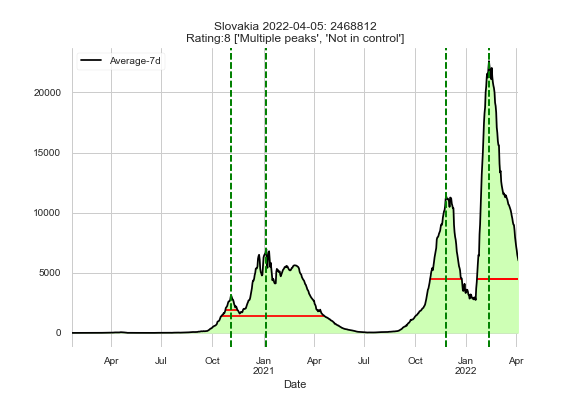 Slovakia 2022-04-05: 2468812
Rating:8 ['Multiple peaks', 'Not in control']
Average-7d
20000
15000
10000
5000
0
Apr Jul Oct Jan Apr Jul Oct Jan Apr
2021 2022
Date